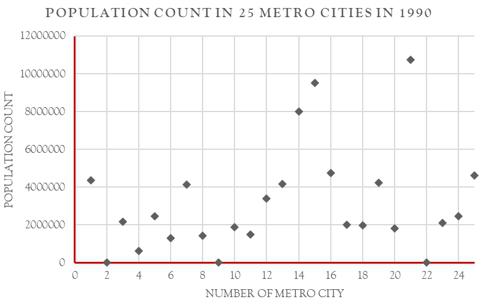 POPULATION COUNT IN 25 METRO CITIES IN 1990
12000000
10000000
8000000
6000000
4000000
2000000
0
0 2 4 6 8 10 12 14 16 18 20 22 24
POPULATION COUNT
NUMBER OF METRO CITY